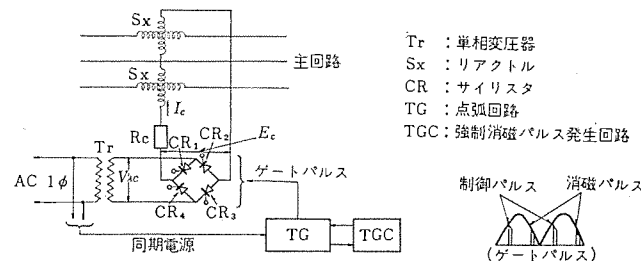 Sx
主回路
Sx
Ic
Rc
CR1
CR2
Ec
Tr
AC 1φ
VAC
CR4
CR3
ゲートパルス
同期電源
TG
TGC
Tr：単相変圧器
Sx：リアクトル
CR：サイリスタ
TG：点弧回路
TGC：強制消磁パルス発生回路
制御パルス
消磁パルス
(ゲートパルス)